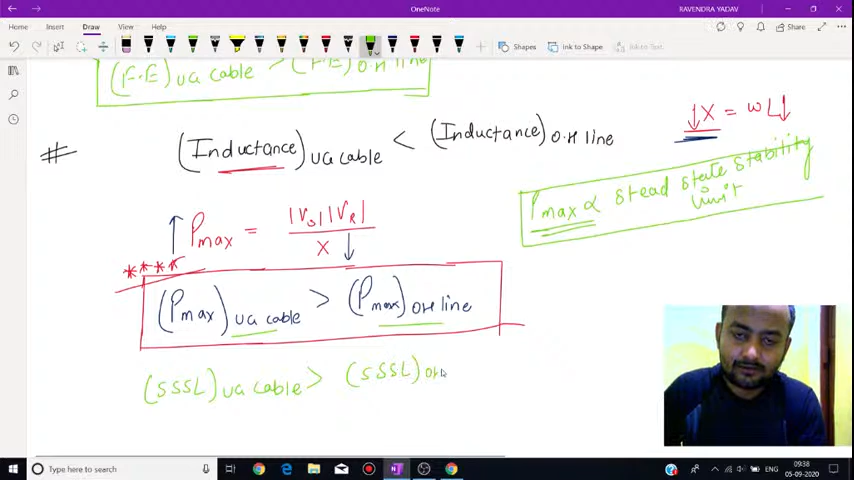 OneNote
RAVENDRA YADAV
File Home Insert Draw View Help
Shapes Ink to Shape Ink to Text Share
(F.E) UG cable > (F.E) O.H line
# (Inductance) UG cable < (Inductance) O.H line
↓X = ωL↓
Pmax ∝ Stead State Stability
limit
↑ Pmax = |Vs| |VR|
X ↓
****
(Pmax) UG cable > (Pmax) OH line
(SSSL) UG cable > (SSSL) OH
Type here to search
ENG
09:38
05-09-2020